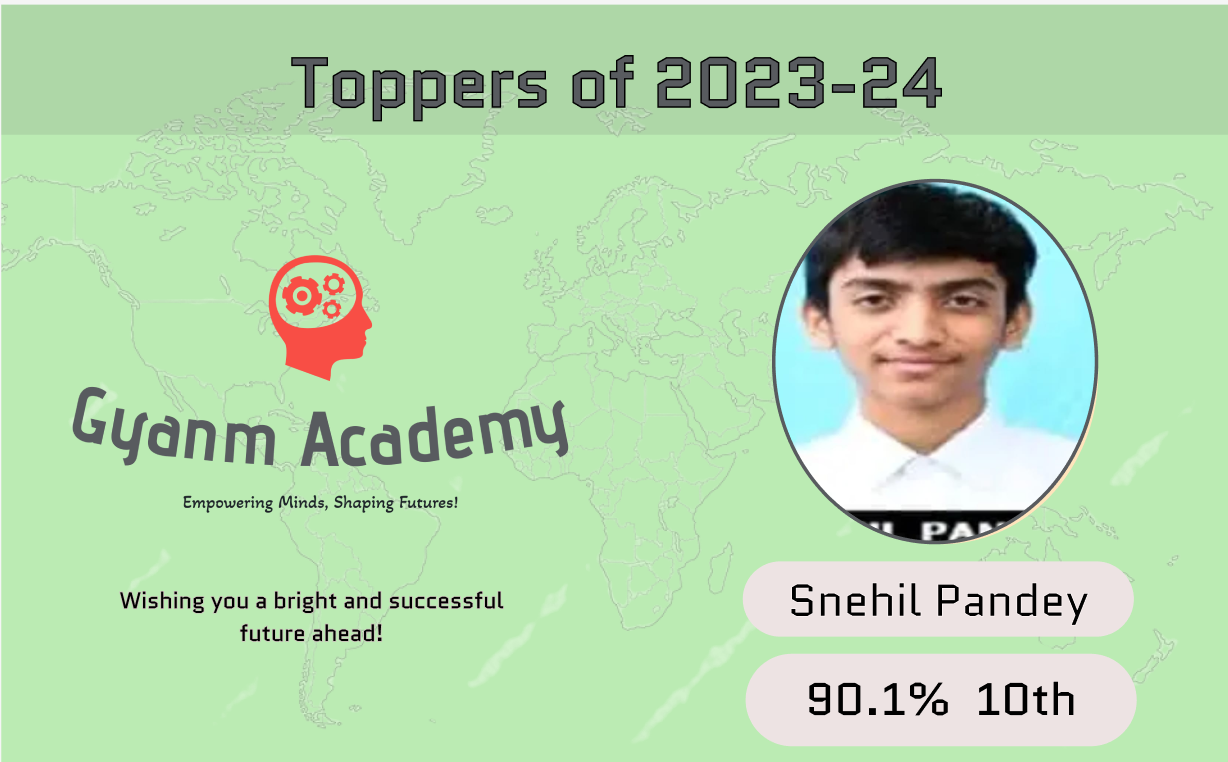 Toppers of 2023-24
Gyanm Academy
Empowering Minds, Shaping Futures!
Wishing you a bright and successful
future ahead!
Snehil Pandey
90.1% 10th